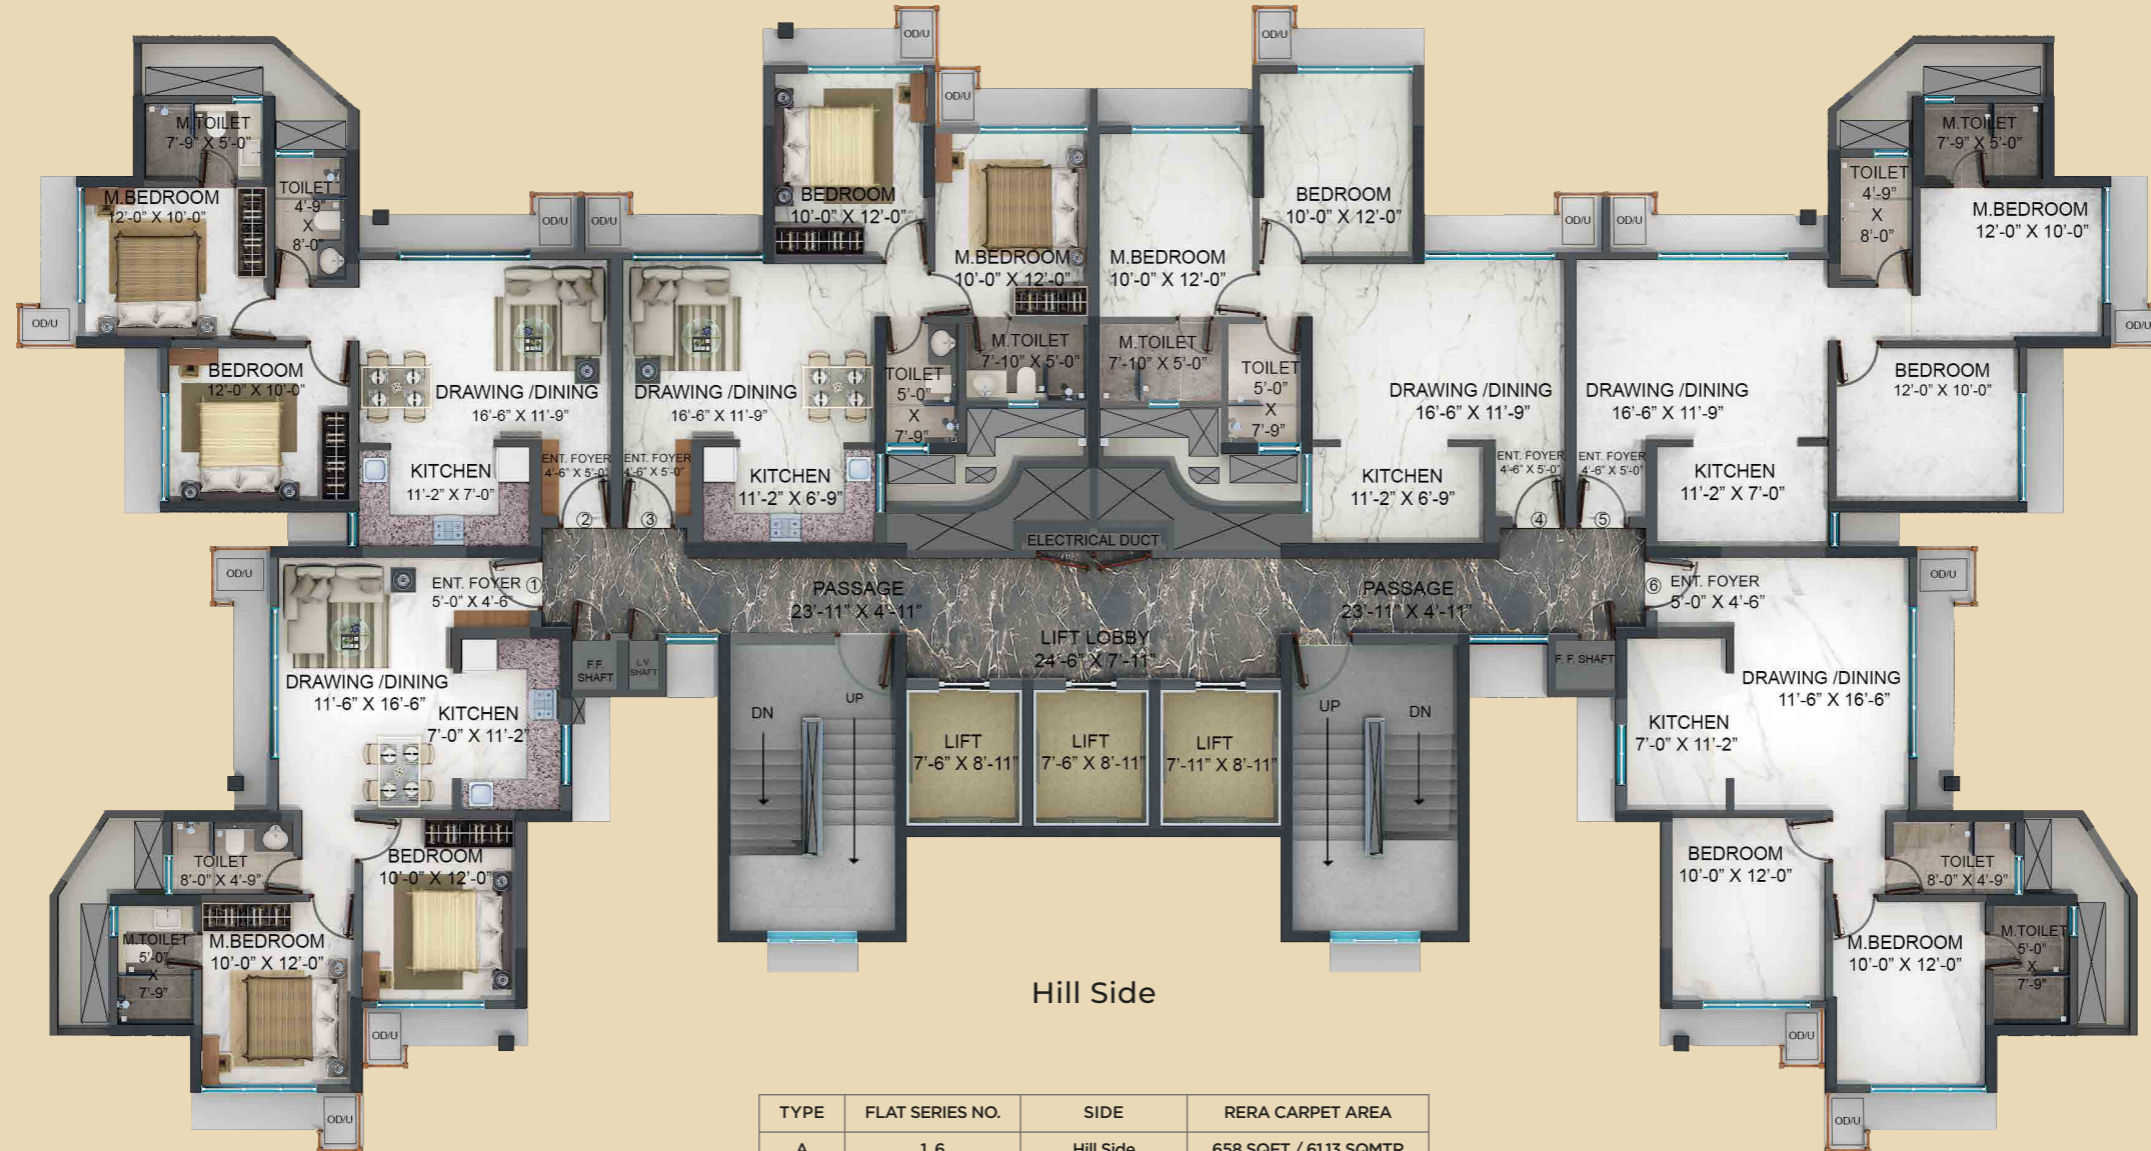 OD/U
OD/U
OD/U
M.TOILET
7'-9" X 5'-0"
TOILET
4'-9"
X
8'-0"
M.BEDROOM
12'-0" X 10'-0"
OD/U
BEDROOM
12'-0" X 10'-0"
OD/U
OD/U
DRAWING /DINING
16'-6" X 11'-9"
KITCHEN
11'-2" X 7'-0"
ENT. FOYER
4'-6" X 5'-0"
②
DRAWING /DINING
16'-6" X 11'-9"
KITCHEN
11'-2" X 6'-9"
ENT. FOYER
4'-6" X 5'-0"
③
BEDROOM
10'-0" X 12'-0"
M.BEDROOM
10'-0" X 12'-0"
TOILET
5'-0"
X
7'-9"
M.TOILET
7'-10" X 5'-0"
M.BEDROOM
10'-0" X 12'-0"
BEDROOM
10'-0" X 12'-0"
M.TOILET
7'-10" X 5'-0"
TOILET
5'-0"
X
7'-9"
OD/U
OD/U
DRAWING /DINING
16'-6" X 11'-9"
KITCHEN
11'-2" X 6'-9"
ENT. FOYER
4'-6" X 5'-0"
④
DRAWING /DINING
16'-6" X 11'-9"
KITCHEN
11'-2" X 7'-0"
ENT. FOYER
4'-6" X 5'-0"
⑤
M.TOILET
7'-9" X 5'-0"
TOILET
4'-9"
X
8'-0"
M.BEDROOM
12'-0" X 10'-0"
OD/U
BEDROOM
12'-0" X 10'-0"
ELECTRICAL DUCT
PASSAGE
23'-11" X 4'-11"
PASSAGE
23'-11" X 4'-11"
LIFT LOBBY
24'-6" X 7'-11"
OD/U
ENT. FOYER
5'-0" X 4'-6"
①
DRAWING /DINING
11'-6" X 16'-6"
KITCHEN
7'-0" X 11'-2"
F.F.
SHAFT
L.V.
SHAFT
DN
UP
LIFT
7'-6" X 8'-11"
LIFT
7'-6" X 8'-11"
LIFT
7'-11" X 8'-11"
UP
DN
F. F. SHAFT
⑥
ENT. FOYER
5'-0" X 4'-6"
OD/U
DRAWING /DINING
11'-6" X 16'-6"
KITCHEN
7'-0" X 11'-2"
TOILET
8'-0" X 4'-9"
BEDROOM
10'-0" X 12'-0"
M.TOILET
5'-0"
X
7'-9"
M.BEDROOM
10'-0" X 12'-0"
OD/U
OD/U
BEDROOM
10'-0" X 12'-0"
TOILET
8'-0" X 4'-9"
M.BEDROOM
10'-0" X 12'-0"
M.TOILET
5'-0"
X
7'-9"
OD/U
OD/U
Hill Side
TYPE FLAT SERIES NO. SIDE RERA CARPET AREA
A 1, 6 Hill Side 658 SQFT / 61.13 SQMTR